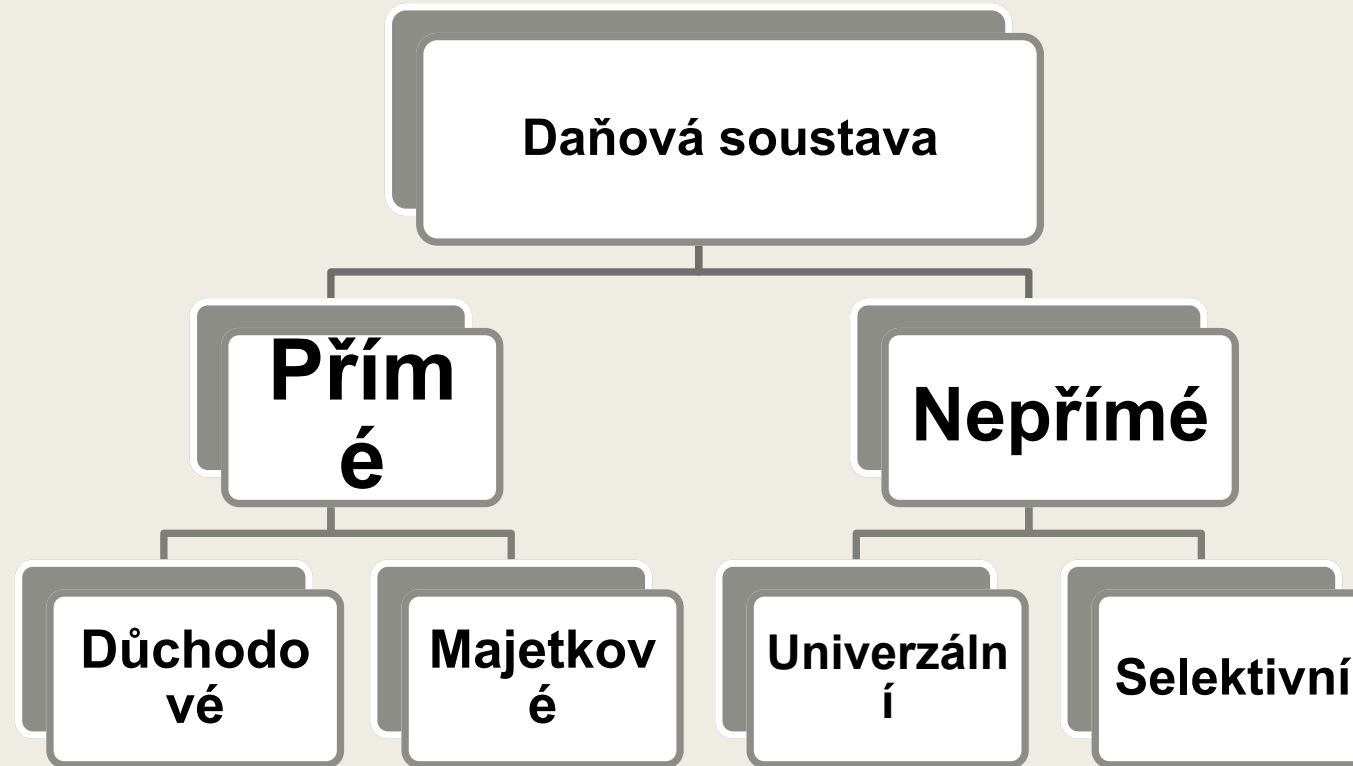 Daňová soustava
Přím
é
Nepřímé
Důchodo
vé
Majetkov
é
Univerzáln
í
Selektivní